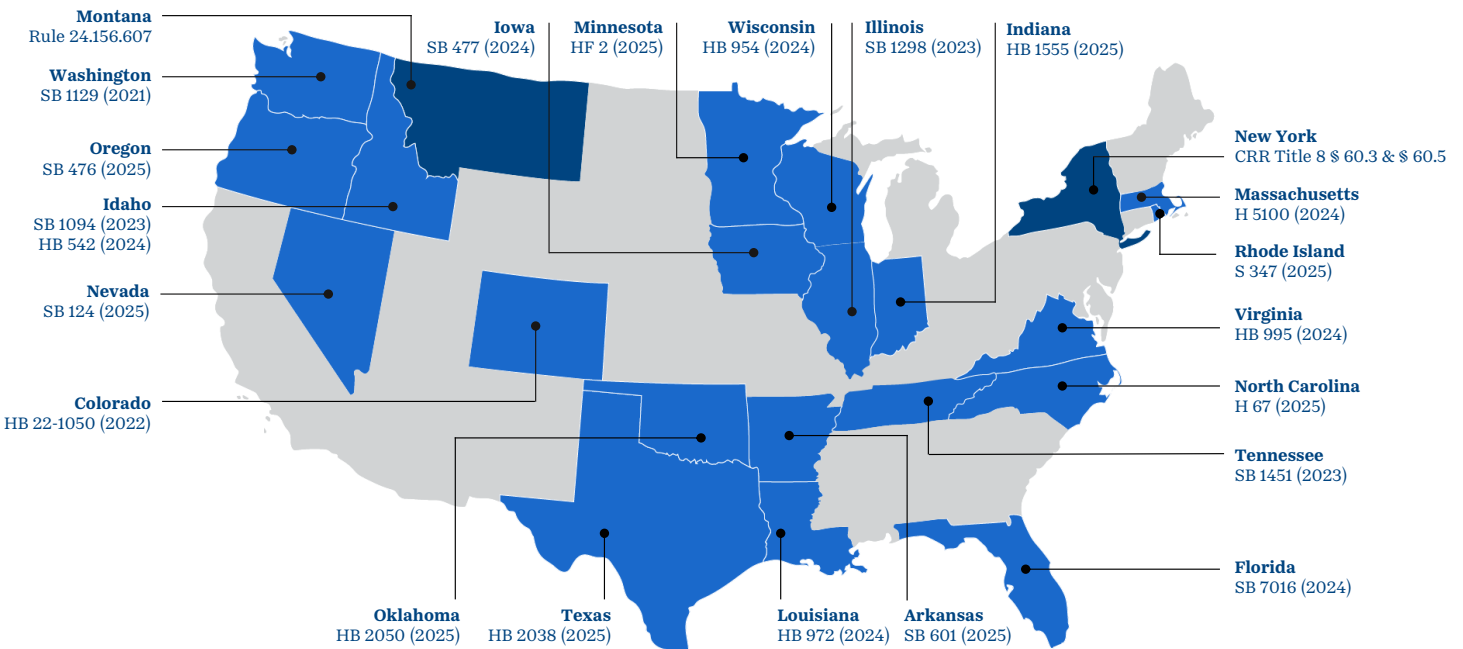 Montana
Rule 24.156.607
Washington
SB 1129 (2021)
Oregon
SB 476 (2025)
Idaho
SB 1094 (2023)
HB 542 (2024)
Nevada
SB 124 (2025)
Colorado
HB 22-1050 (2022)
Iowa
SB 477 (2024)
Minnesota
HF 2 (2025)
Wisconsin
HB 954 (2024)
Illinois
SB 1298 (2023)
Indiana
HB 1555 (2025)
New York
CRR Title 8 § 60.3 & § 60.5
Massachusetts
H 5100 (2024)
Rhode Island
S 347 (2025)
Virginia
HB 995 (2024)
North Carolina
H 67 (2025)
Tennessee
SB 1451 (2023)
Florida
SB 7016 (2024)
Oklahoma
HB 2050 (2025)
Texas
HB 2038 (2025)
Louisiana
HB 972 (2024)
Arkansas
SB 601 (2025)